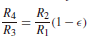 R4/R3 = R2/R1 (1 − ϵ)